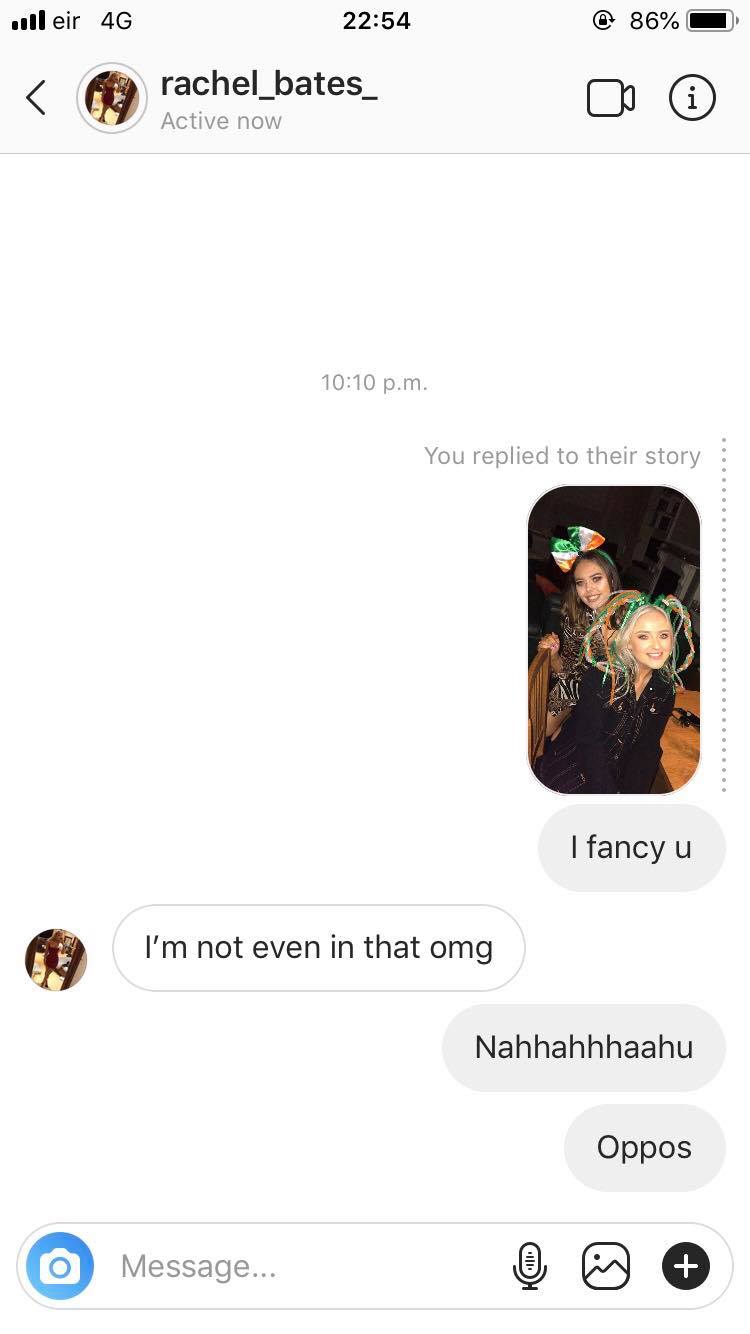 eir 4G 22:54 86%
rachel_bates_
Active now
10:10 p.m.
You replied to their story
I fancy u
I’m not even in that omg
Nahhahhhaahu
Oppos
Message...